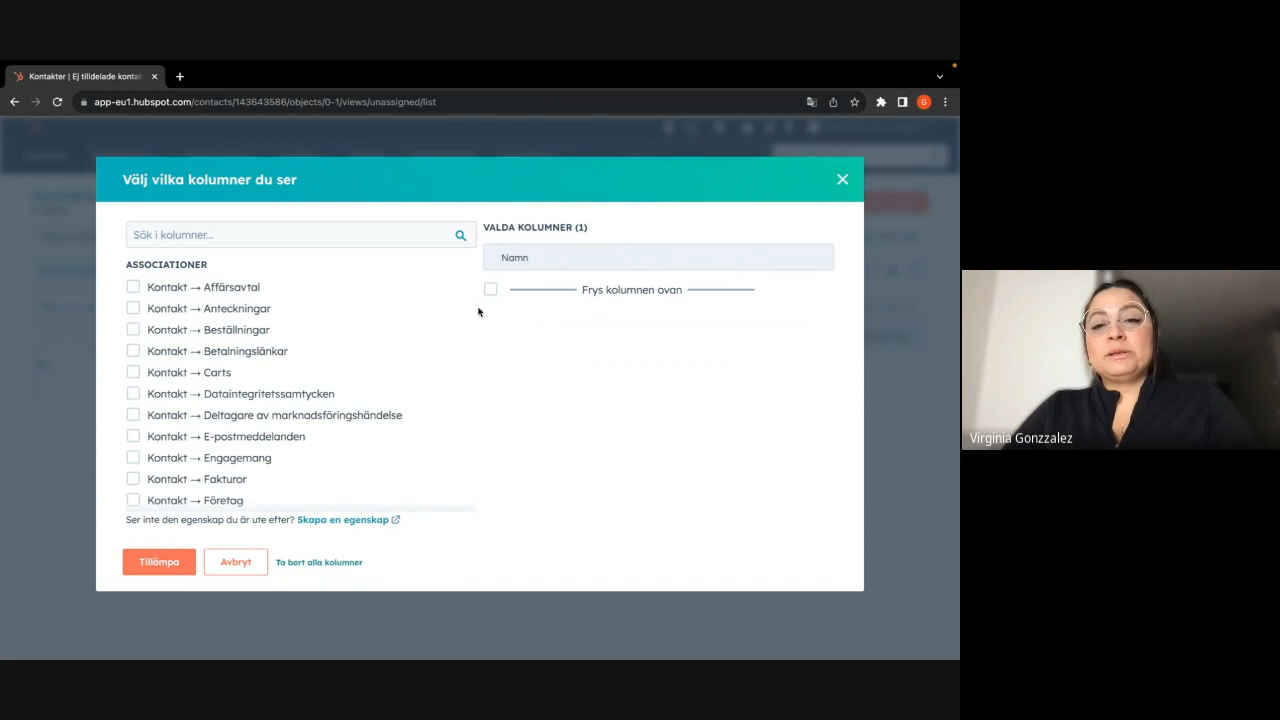 Kontakter | Ej tilldelade konta
app-eu1.hubspot.com/contacts/143643586/objects/0-1/views/unassigned/list
G
Välj vilka kolumner du ser
Sök i kolumner...
ASSOCIATIONER
Kontakt → Affärsavtal
Kontakt → Anteckningar
Kontakt → Beställningar
Kontakt → Betalningslänkar
Kontakt → Carts
Kontakt → Dataintegritetssamtycken
Kontakt → Deltagare av marknadsföringshändelse
Kontakt → E-postmeddelanden
Kontakt → Engagemang
Kontakt → Fakturor
Kontakt → Företag
Ser inte den egenskap du är ute efter? Skapa en egenskap
VALDA KOLUMNER (1)
Namn
Frys kolumnen ovan
Tillämpa
Avbryt
Ta bort alla kolumner
Virginia Gonzzalez